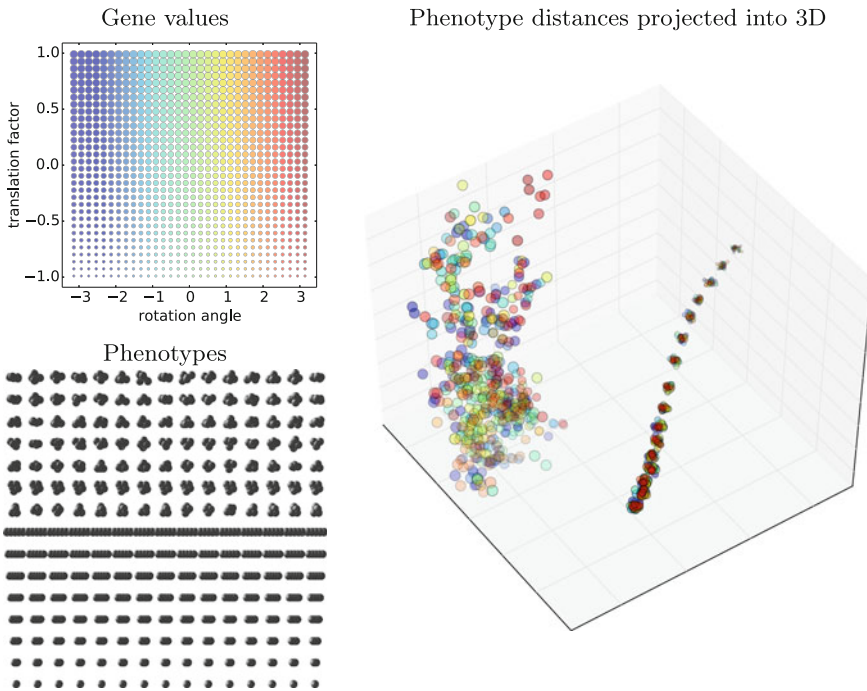 Gene values
Phenotype distances projected into 3D
translation factor
1.0
0.5
0.0
−0.5
−1.0
−3 −2 −1 0 1 2 3
rotation angle
Phenotypes